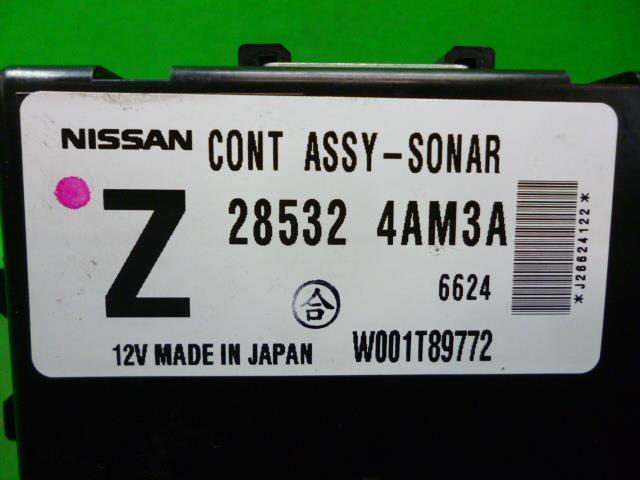 NISSAN CONT ASSY-SONAR
Z 28532 4AM3A
6624
合
12V MADE IN JAPAN W001T89772
*J26624122*